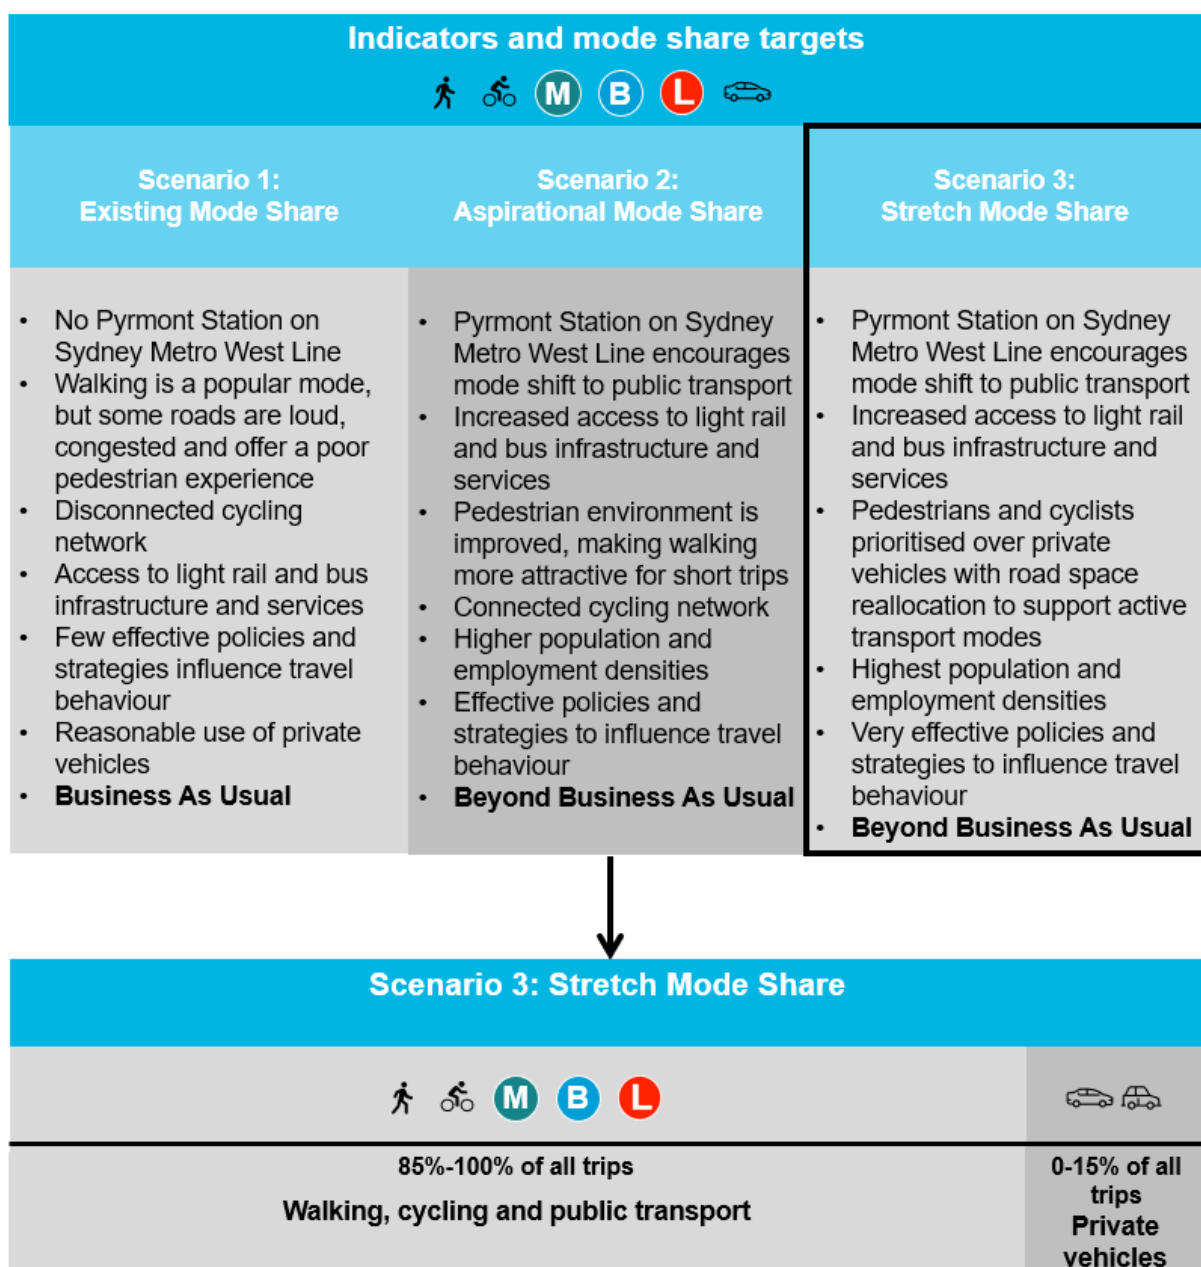 Indicators and mode share targets
M B L
Scenario 1:
Existing Mode Share
• No Pyrmont Station on
Sydney Metro West Line
• Walking is a popular mode,
but some roads are loud,
congested and offer a poor
pedestrian experience
• Disconnected cycling
network
• Access to light rail and bus
infrastructure and services
• Few effective policies and
strategies influence travel
behaviour
• Reasonable use of private
vehicles
• Business As Usual
Scenario 2:
Aspirational Mode Share
• Pyrmont Station on Sydney
Metro West Line encourages
mode shift to public transport
• Increased access to light rail
and bus infrastructure and
services
• Pedestrian environment is
improved, making walking
more attractive for short trips
• Connected cycling network
• Higher population and
employment densities
• Effective policies and
strategies to influence travel
behaviour
• Beyond Business As Usual
Scenario 3:
Stretch Mode Share
• Pyrmont Station on Sydney
Metro West Line encourages
mode shift to public transport
• Increased access to light rail
and bus infrastructure and
services
• Pedestrians and cyclists
prioritised over private
vehicles with road space
reallocation to support active
transport modes
• Highest population and
employment densities
• Very effective policies and
strategies to influence travel
behaviour
• Beyond Business As Usual
Scenario 3: Stretch Mode Share
M B L
85%-100% of all trips
Walking, cycling and public transport
0-15% of all
trips
Private
vehicles